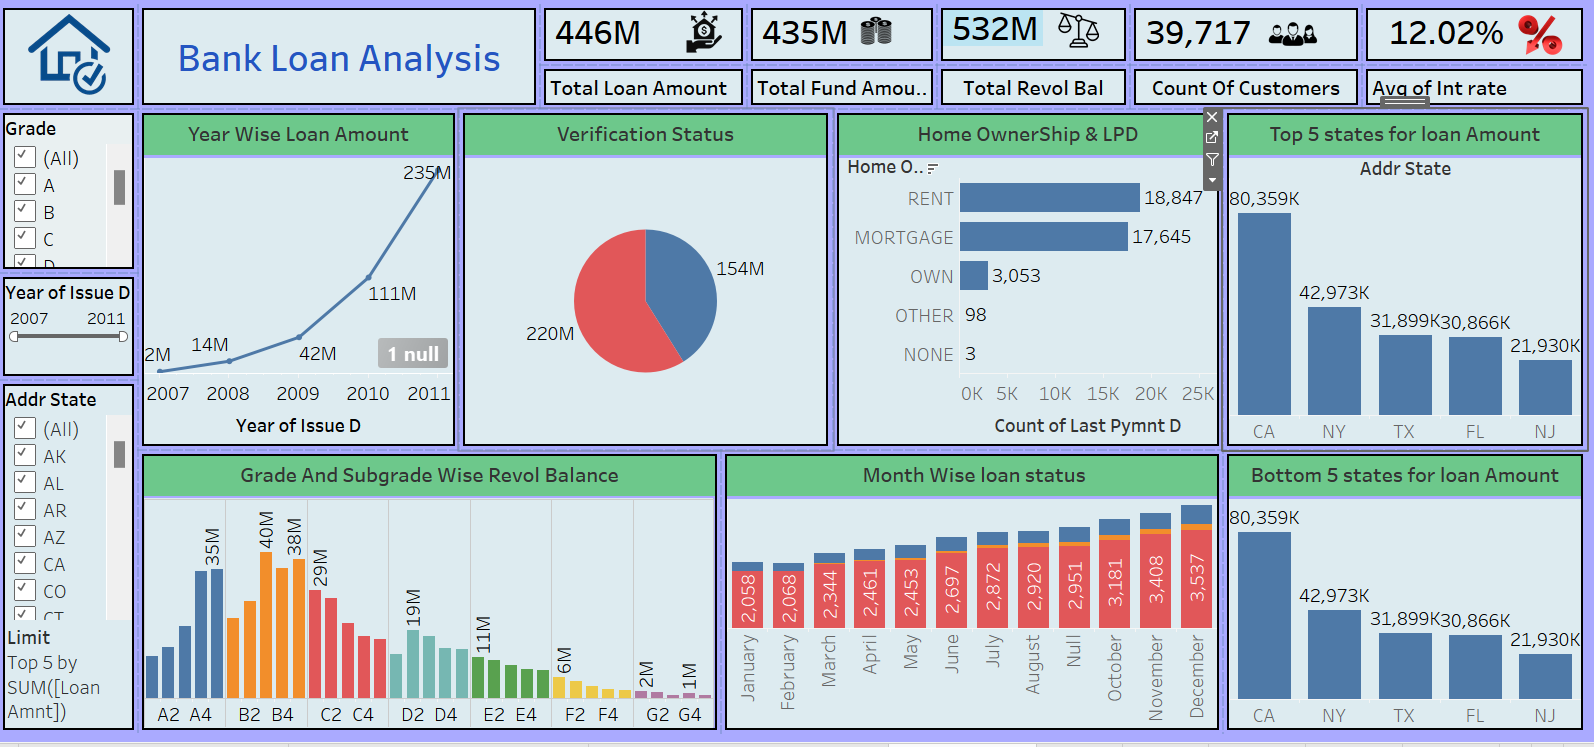 Bank Loan Analysis
446M
Total Loan Amount
435M
Total Fund Amou..
532M
Total Revol Bal
39,717
Count Of Customers
12.02%
Avg of Int rate
Grade
(All)
A
B
C
D
Year of Issue D
2007 2011
Addr State
(All)
AK
AL
AR
AZ
CA
CO
CT
Limit
Top 5 by
SUM([Loan
Amnt])
Year Wise Loan Amount
235M
111M
42M
14M
2M
1 null
2007 2008 2009 2010 2011
Year of Issue D
Verification Status
154M
220M
Home OwnerShip & LPD
Home O..
RENT 18,847
MORTGAGE 17,645
OWN 3,053
OTHER 98
NONE 3
0K 5K 10K 15K 20K 25K
Count of Last Pymnt D
Top 5 states for loan Amount
Addr State
80,359K
42,973K
31,899K 30,866K
21,930K
CA NY TX FL NJ
Grade And Subgrade Wise Revol Balance
35M 40M 38M 29M 19M 11M 6M 2M 1M
A2 A4 B2 B4 C2 C4 D2 D4 E2 E4 F2 F4 G2 G4
Month Wise loan status
2,058 2,068 2,344 2,461 2,453 2,697 2,872 2,920 2,951 3,181 3,408 3,537
January February March April May June July August Null October November December
Bottom 5 states for loan Amount
80,359K
42,973K
31,899K 30,866K
21,930K
CA NY TX FL NJ